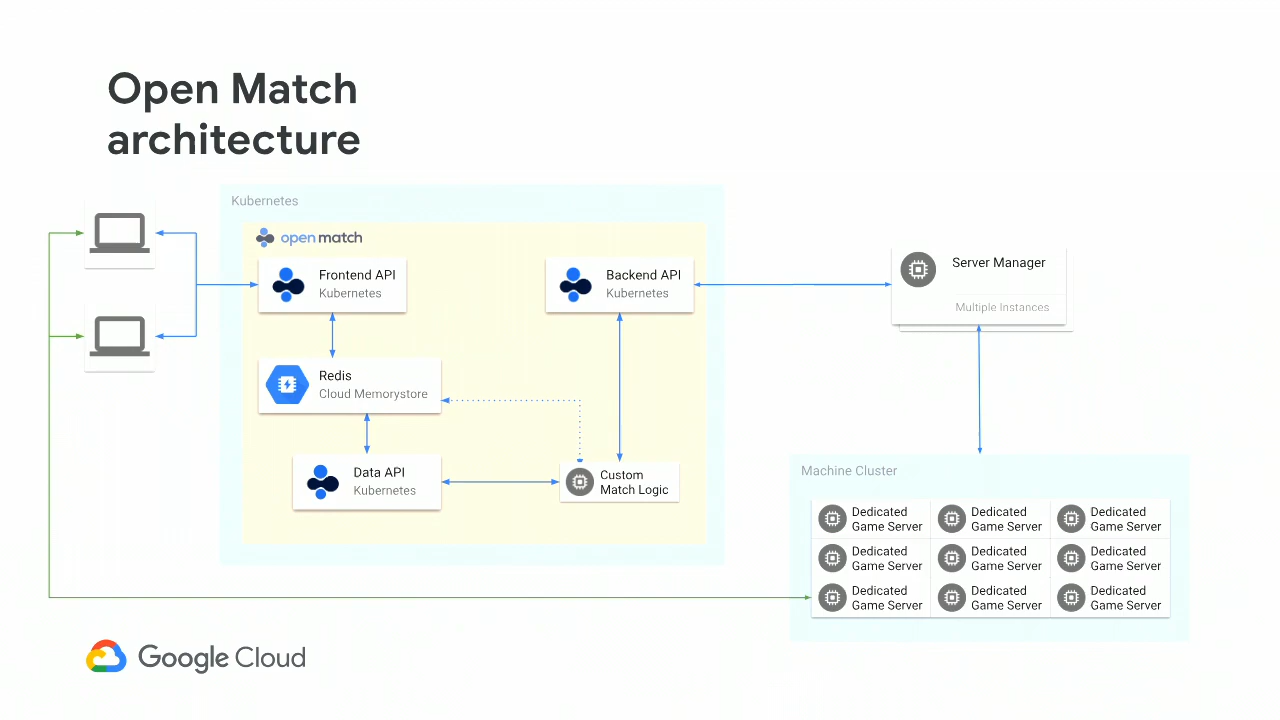 Open Match
architecture
Kubernetes
open match
Frontend API
Kubernetes
Backend API
Kubernetes
Server Manager
Multiple Instances
Redis
Cloud Memorystore
Data API
Kubernetes
Custom
Match Logic
Machine Cluster
Dedicated
Game Server
Dedicated
Game Server
Dedicated
Game Server
Dedicated
Game Server
Dedicated
Game Server
Dedicated
Game Server
Dedicated
Game Server
Dedicated
Game Server
Dedicated
Game Server
Google Cloud